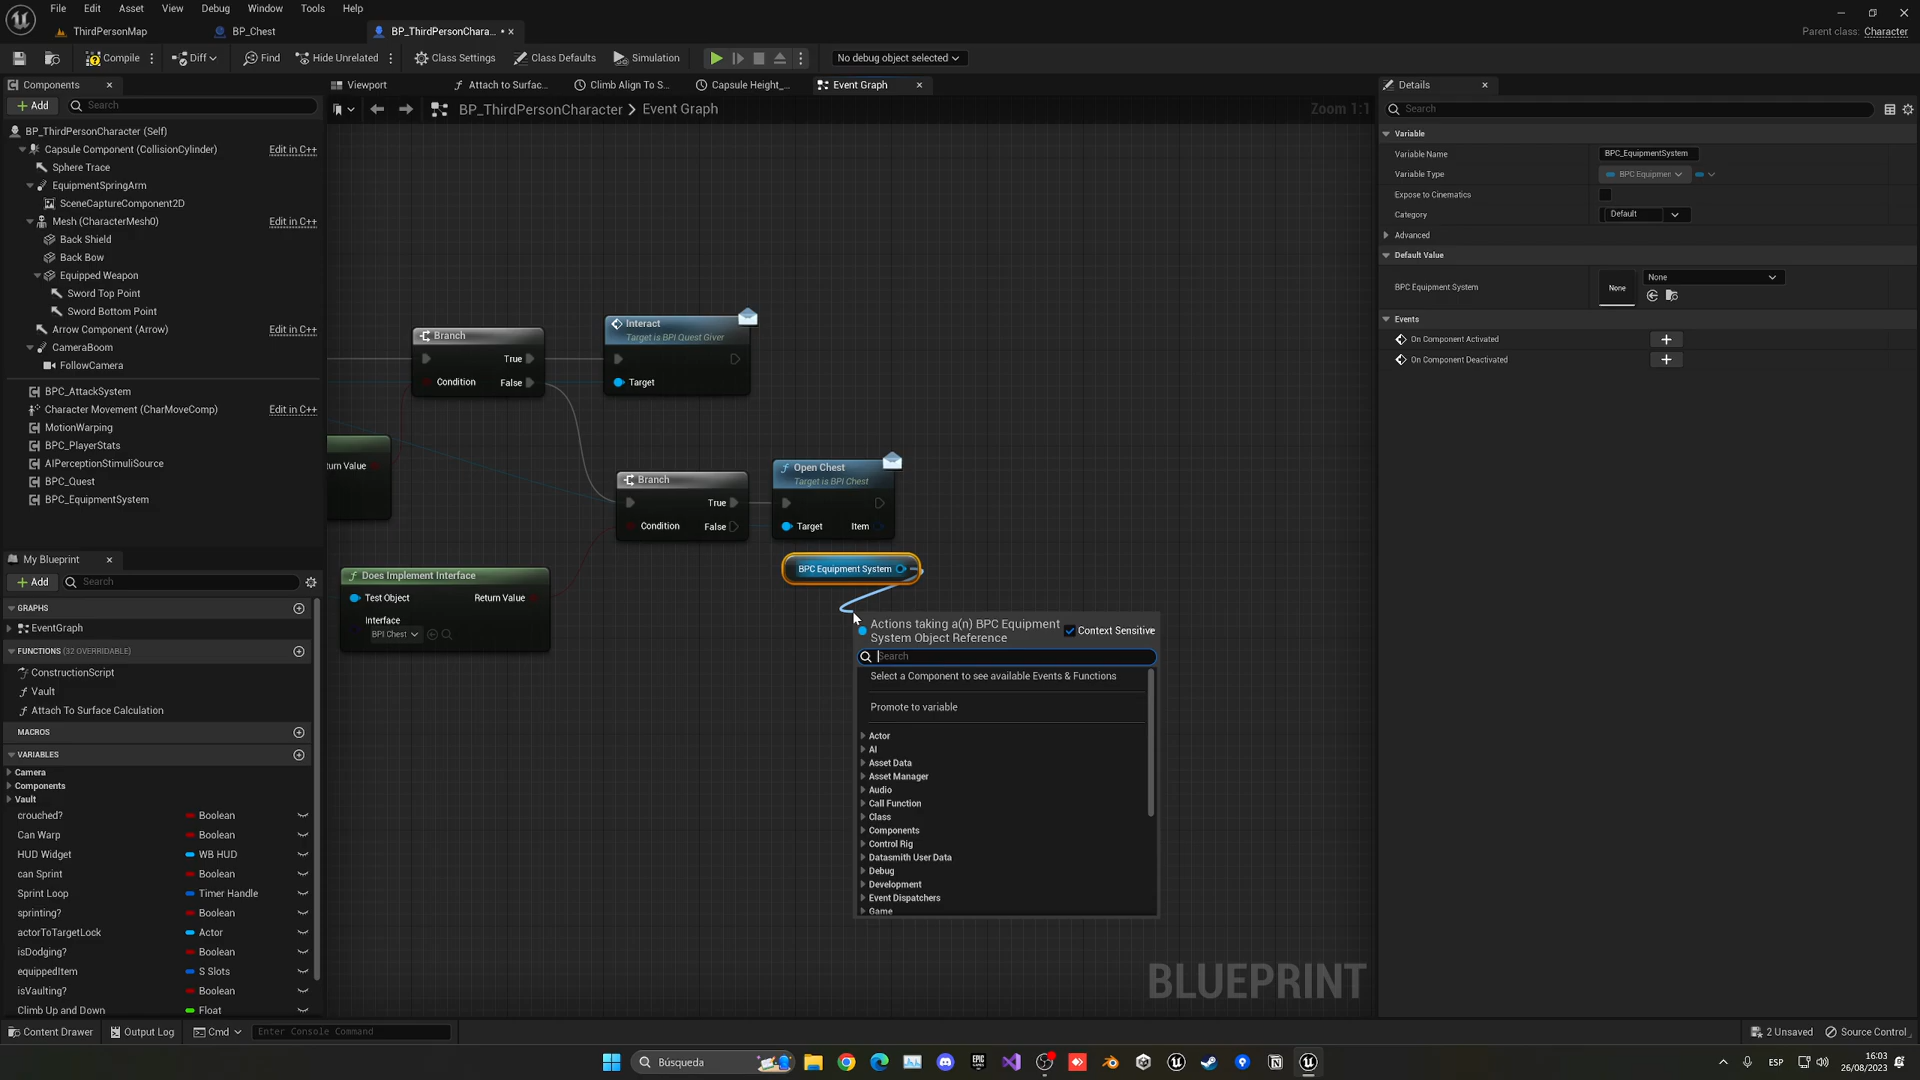 File Edit Asset View Debug Window Tools Help
ThirdPersonMap BP_Chest BP_ThirdPersonChara... • Parent class: Character
Compile Diff Find Hide Unrelated Class Settings Class Defaults Simulation No debug object selected
Components
Add Search
BP_ThirdPersonCharacter (Self)
Capsule Component (CollisionCylinder) Edit in C++
Sphere Trace
EquipmentSpringArm
SceneCaptureComponent2D
Mesh (CharacterMesh0) Edit in C++
Back Shield
Back Bow
Equipped Weapon
Sword Top Point
Sword Bottom Point
Arrow Component (Arrow) Edit in C++
CameraBoom
FollowCamera
BPC_AttackSystem
Character Movement (CharMoveComp) Edit in C++
MotionWarping
BPC_PlayerStats
AIPerceptionStimuliSource
BPC_Quest
BPC_EquipmentSystem
My Blueprint
Add Search
GRAPHS
EventGraph
FUNCTIONS (32 OVERRIDABLE)
ConstructionScript
Vault
Attach To Surface Calculation
MACROS
VARIABLES
Camera
Components
Vault
crouched? Boolean
Can Warp Boolean
HUD Widget WB HUD
can Sprint Boolean
Sprint Loop Timer Handle
sprinting? Boolean
actorToTargetLock Actor
isDodging? Boolean
equippedItem S Slots
isVaulting? Boolean
Climb Up and Down Float
Viewport Attach to Surfac... Climb Align To S... Capsule Height_... Event Graph
BP_ThirdPersonCharacter > Event Graph Zoom 1:1
Branch
True
Condition False
Interact
Target is BPI Quest Giver
Target
urn Value
Branch
True
Condition False
Open Chest
Target is BPI Chest
Target Item
BPC Equipment System
Does Implement Interface
Test Object Return Value
Interface
BPI Chest
Actions taking a(n) BPC Equipment
System Object Reference
Context Sensitive
Search
Select a Component to see available Events & Functions
Promote to variable
Actor
AI
Asset Data
Asset Manager
Audio
Call Function
Class
Components
Control Rig
Datasmith User Data
Debug
Development
Event Dispatchers
Game
BLUEPRINT
Details
Search
Variable
Variable Name BPC_EquipmentSystem
Variable Type BPC Equipmen
Expose to Cinematics
Category Default
Advanced
Default Value
BPC Equipment System None None
Events
On Component Activated
On Component Deactivated
Content Drawer Output Log Cmd Enter Console Command 2 Unsaved Source Control
Búsqueda EPIC GAMES ESP 16:03
26/08/2023